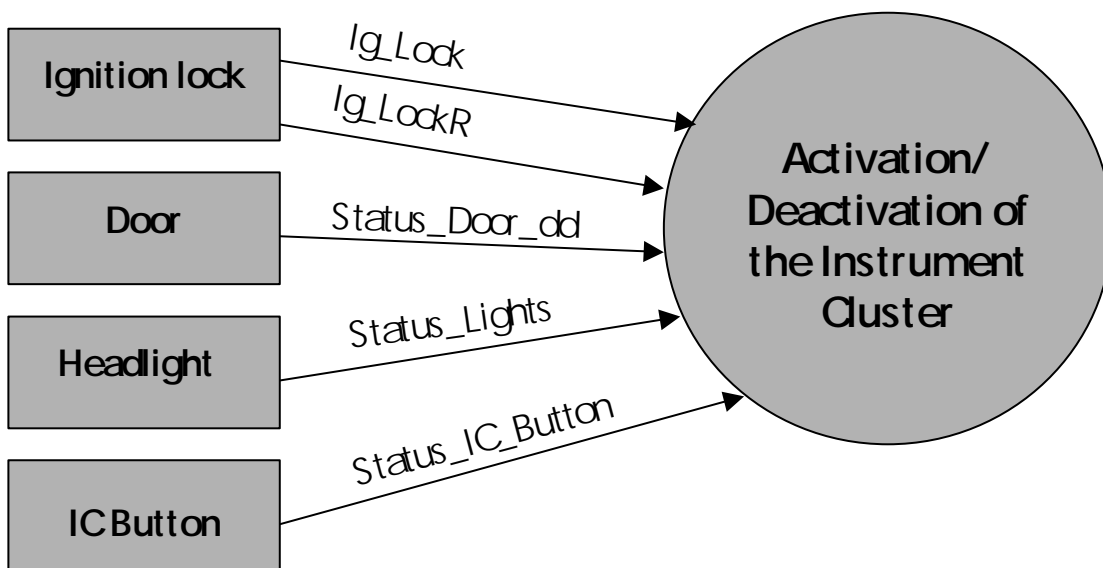 Ignition lock
Ig_Lock
Ig_LockR
Door
Status_Door_dd
Headlight
Status_Lights
IC Button
Status_IC_Button
Activation/
Deactivation of
the Instrument
Cluster